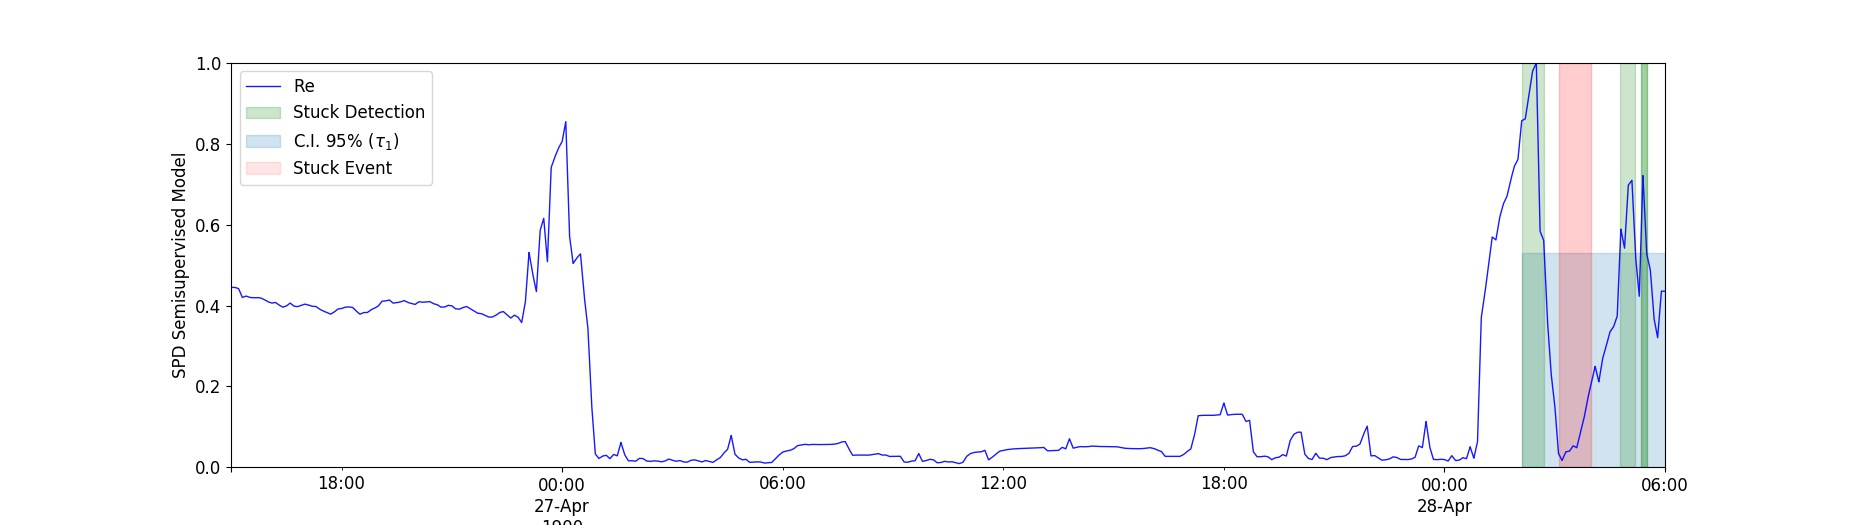 1.0
0.8
0.6
0.4
0.2
0.0
SPD Semisupervised Model
Re
Stuck Detection
C.I. 95% (τ₁)
Stuck Event
18:00
00:00
27-Apr
1900
06:00
12:00
18:00
00:00
28-Apr
06:00